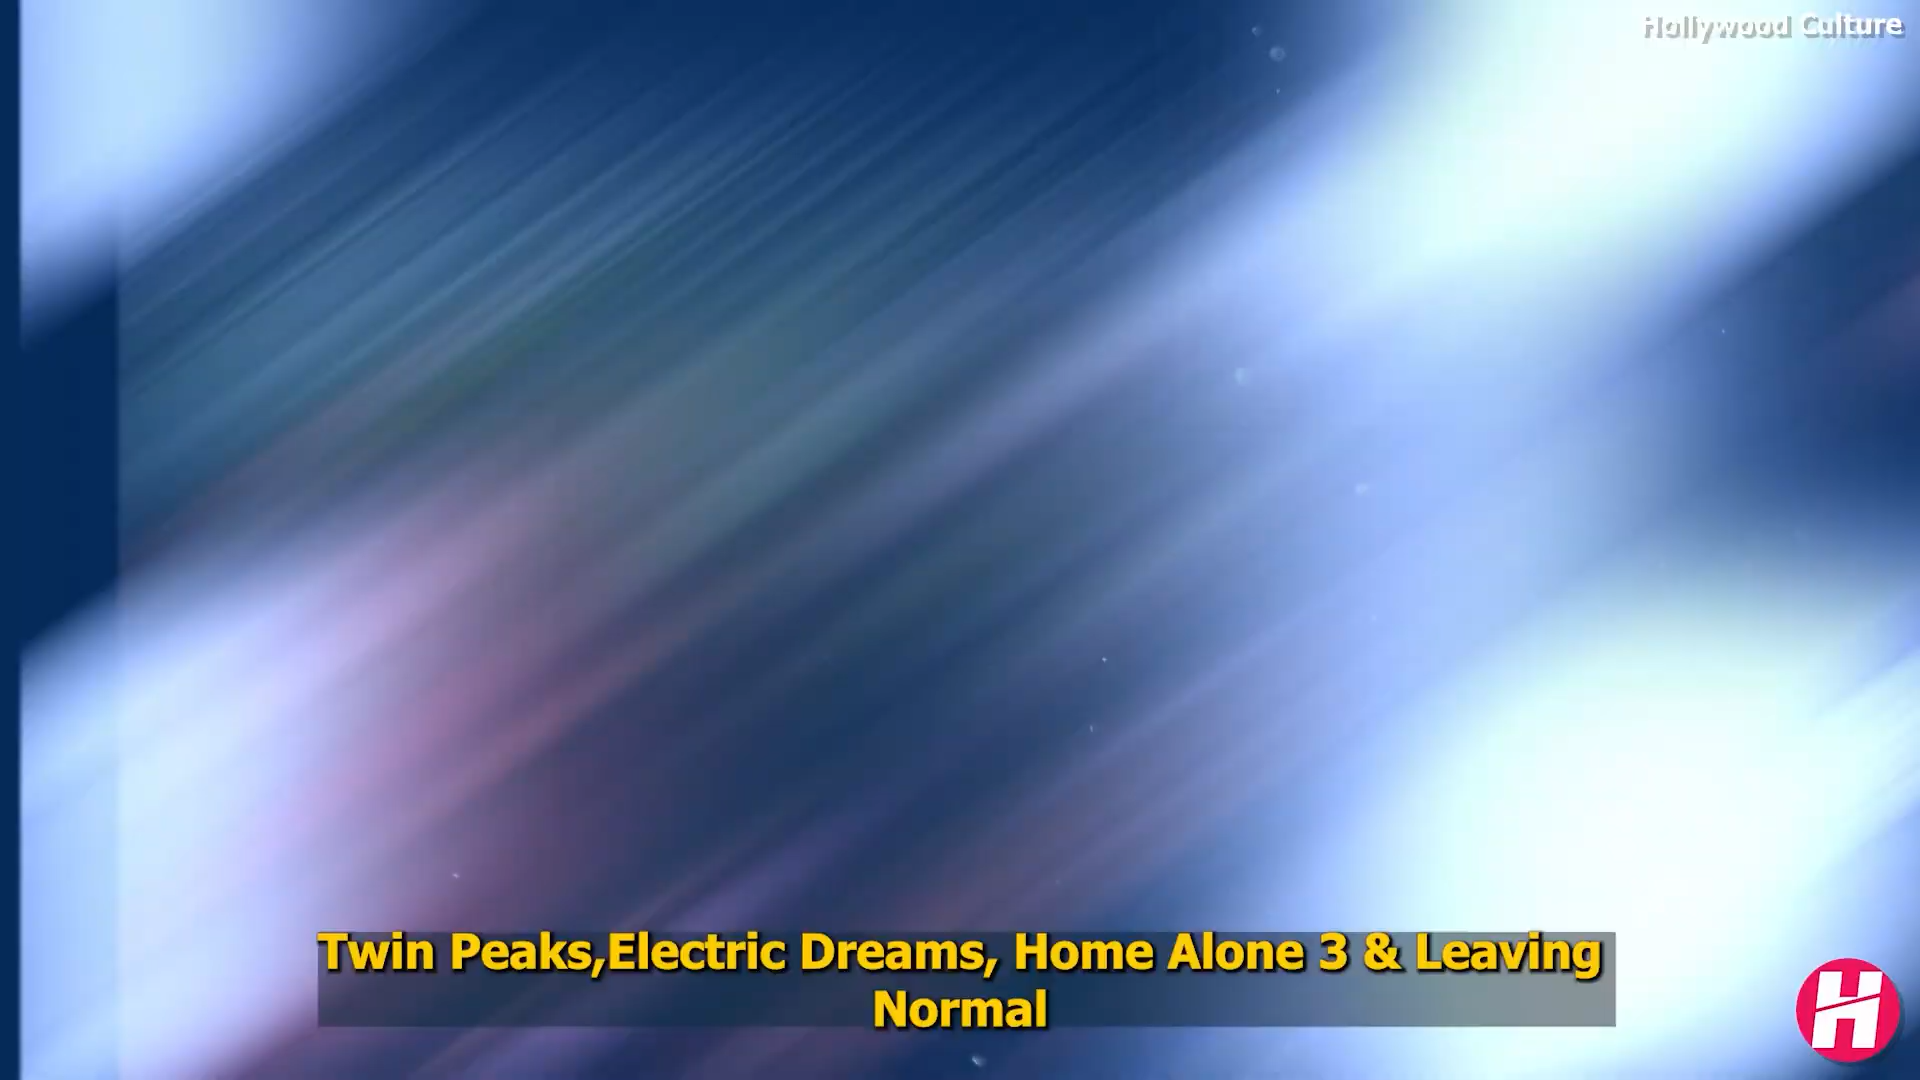 Hollywood Culture
Twin Peaks,Electric Dreams, Home Alone 3 & Leaving
Normal
H